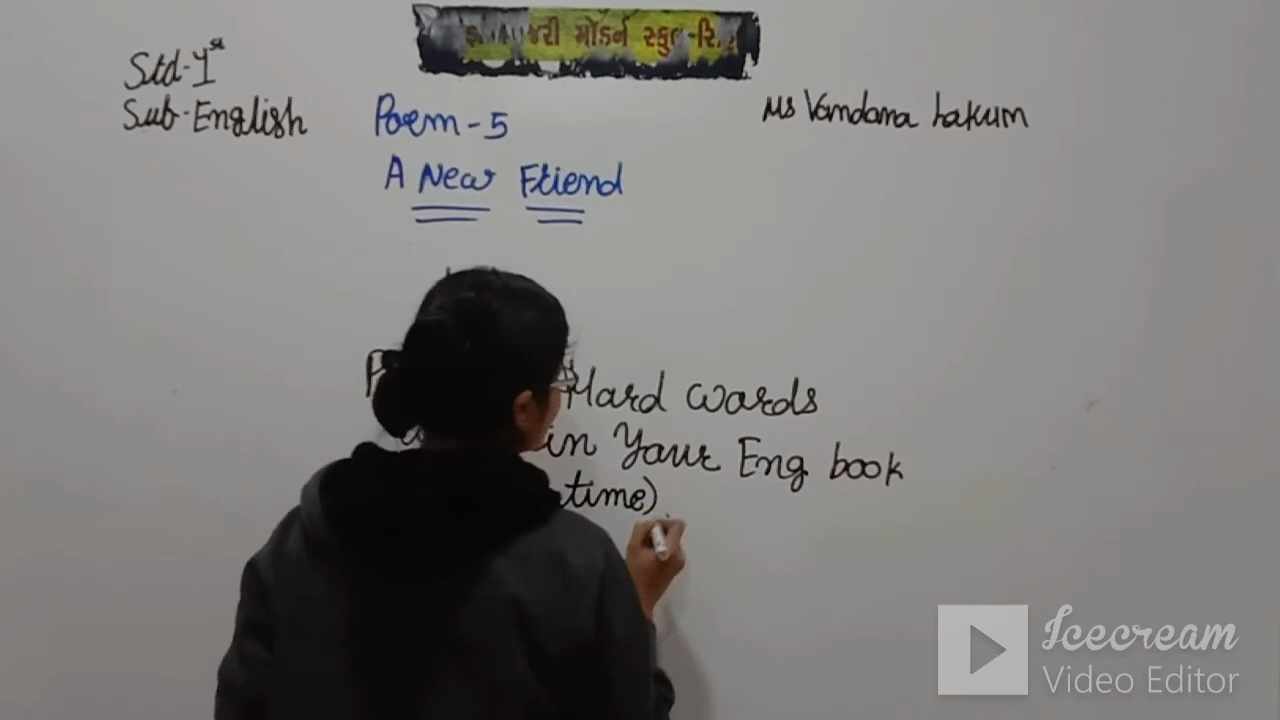 મોડર્ન સ્કુલ
Std-1st
Sub-English
Poem-5
Ms Vandana Lakum
A New Friend
Hard words
in Your Eng book
time)
Icecream
Video Editor